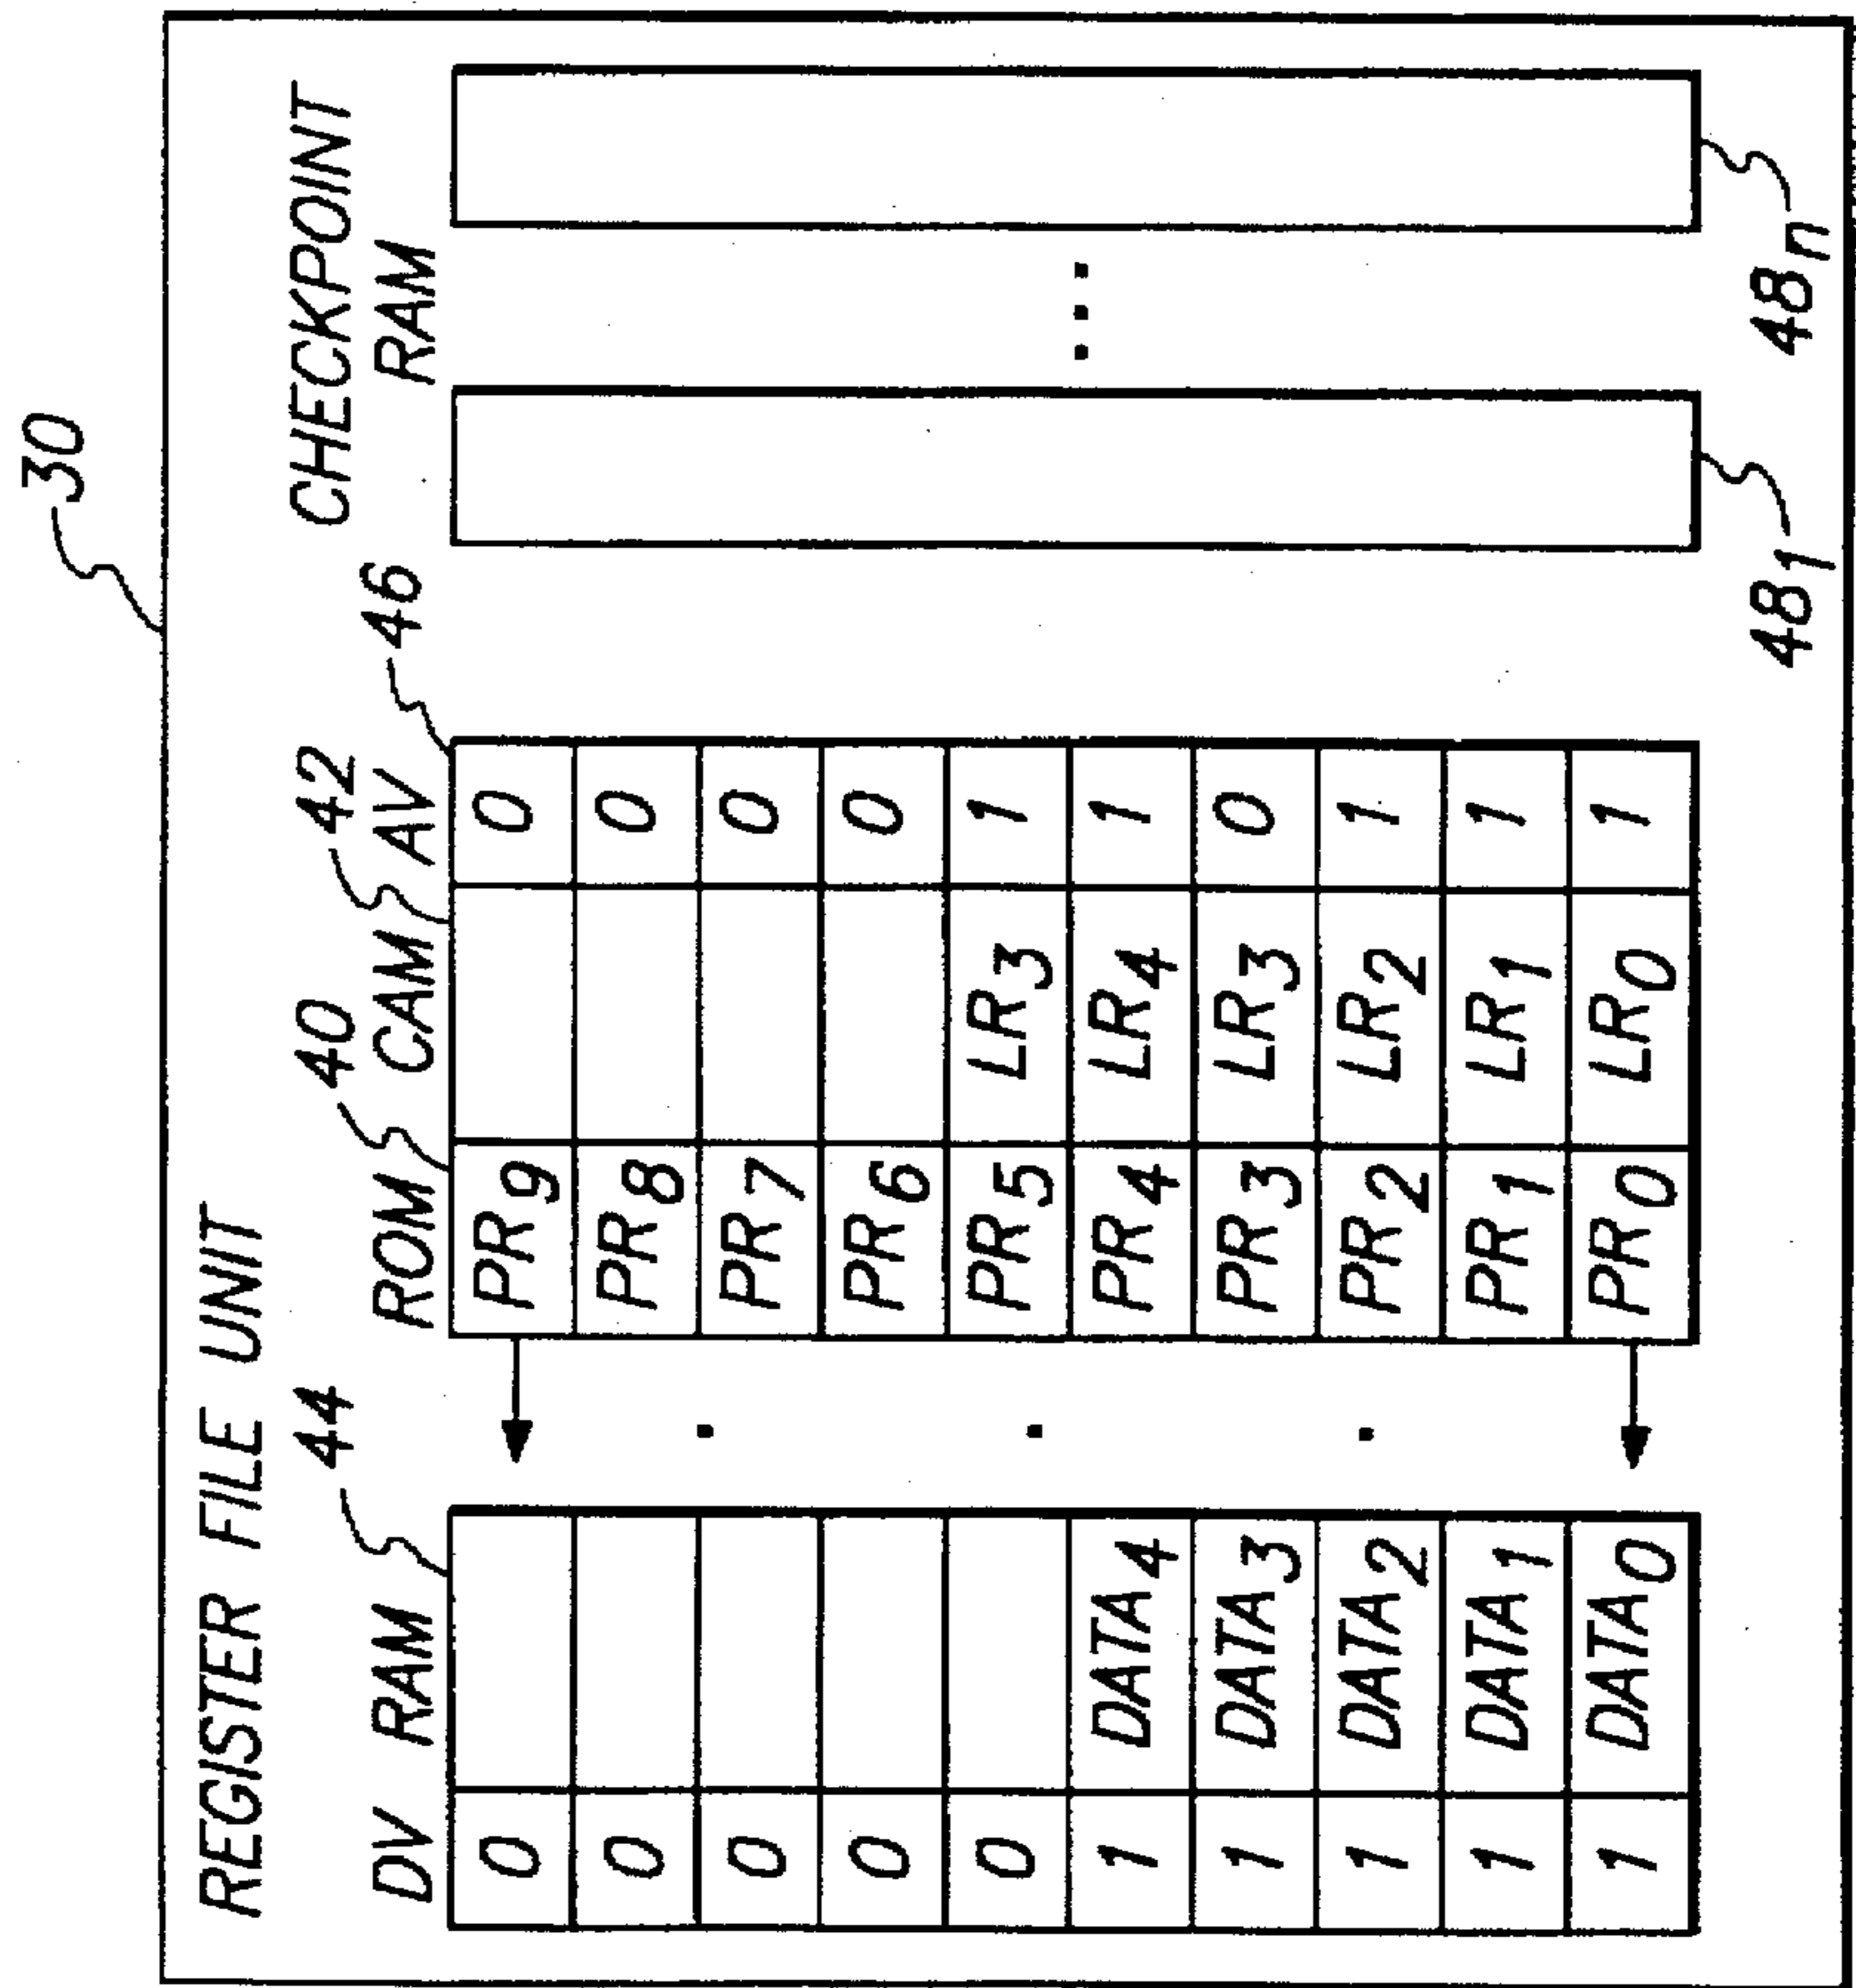 30
REGISTER FILE UNIT
CHECKPOINT
RAM
44 40 42 46
DV RAM ROM CAM AV
0 PR9 0
0 PR8 0
0 PR7 0
0 PR6 0
0 PR5 LR3 1
1 DATA4 PR4 LR4 1
1 DATA3 PR3 LR3 0
1 DATA2 PR2 LR2 1
1 DATA1 PR1 LR1 1
1 DATA0 PR0 LR0 1
481 48n